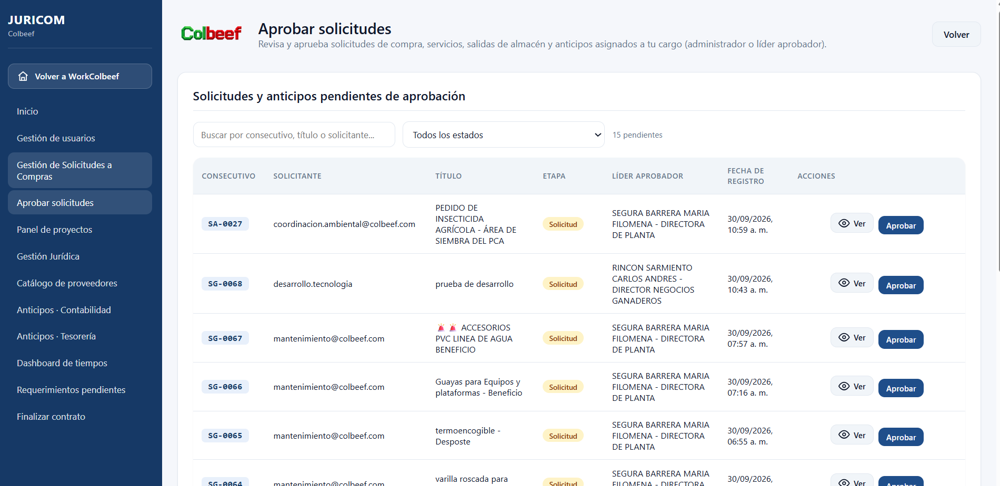 JURICOM
Colbeef
Volver a WorkColbeef
Inicio
Gestión de usuarios
Gestión de Solicitudes a
Compras
Aprobar solicitudes
Panel de proyectos
Gestión Jurídica
Catálogo de proveedores
Anticipos · Contabilidad
Anticipos · Tesorería
Dashboard de tiempos
Requerimientos pendientes
Finalizar contrato
Colbeef
Aprobar solicitudes
Revisa y aprueba solicitudes de compra, servicios, salidas de almacén y anticipos asignados a tu cargo (administrador o líder aprobador).
Volver
Solicitudes y anticipos pendientes de aprobación
Buscar por consecutivo, título o solicitante...
Todos los estados
15 pendientes
CONSECUTIVO SOLICITANTE TÍTULO ETAPA LÍDER APROBADOR FECHA DE
REGISTRO ACCIONES
SA-0027
coordinacion.ambiental@colbeef.com
PEDIDO DE
INSECTICIDA
AGRÍCOLA - ÁREA DE
SIEMBRA DEL PCA
Solicitud
SEGURA BARRERA MARIA
FILOMENA - DIRECTORA
DE PLANTA
30/09/2026,
10:59 a. m.
Ver
Aprobar
SG-0068
desarrollo.tecnologia
prueba de desarrollo
Solicitud
RINCON SARMIENTO
CARLOS ANDRES -
DIRECTOR NEGOCIOS
GANADEROS
30/09/2026,
10:43 a. m.
Ver
Aprobar
SG-0067
mantenimiento@colbeef.com
🚨 🚨 ACCESORIOS
PVC LINEA DE AGUA
BENEFICIO
Solicitud
SEGURA BARRERA MARIA
FILOMENA - DIRECTORA
DE PLANTA
30/09/2026,
07:57 a. m.
Ver
Aprobar
SG-0066
mantenimiento@colbeef.com
Guayas para Equipos y
plataformas - Beneficio
Solicitud
SEGURA BARRERA MARIA
FILOMENA - DIRECTORA
DE PLANTA
30/09/2026,
07:16 a. m.
Ver
Aprobar
SG-0065
mantenimiento@colbeef.com
termoencogible -
Desposte
Solicitud
SEGURA BARRERA MARIA
FILOMENA - DIRECTORA
DE PLANTA
30/09/2026,
06:55 a. m.
Ver
Aprobar
SG-0064
mantenimiento@colbeef.com
varilla roscada para
Solicitud
SEGURA BARRERA MARIA
FILOMENA - DIRECTORA
30/09/2026,
Ver
Aprobar